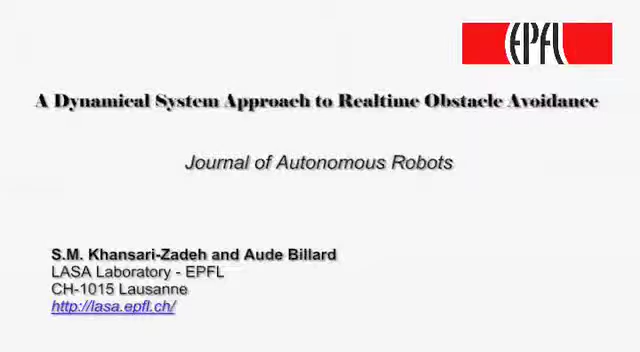 EPFL
A Dynamical System Approach to Realtime Obstacle Avoidance
Journal of Autonomous Robots
S.M. Khansari-Zadeh and Aude Billard
LASA Laboratory - EPFL
CH-1015 Lausanne
http://lasa.epfl.ch/